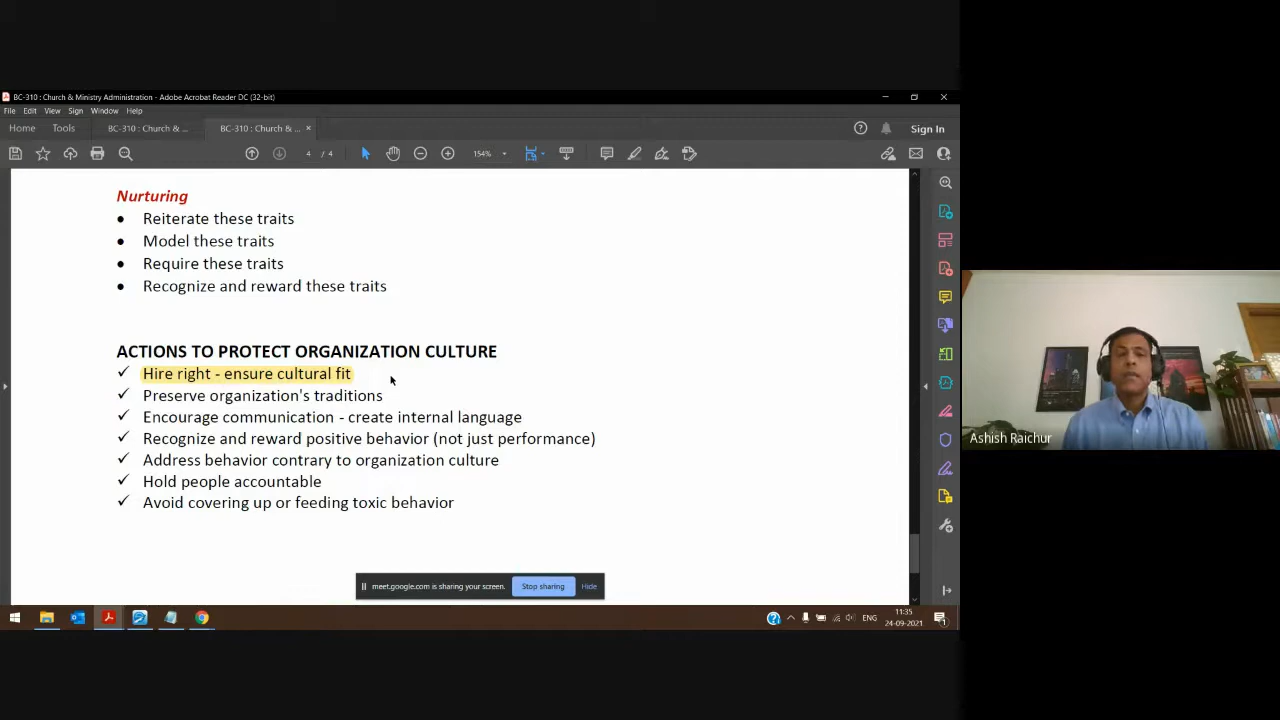 BC-310 : Church & Ministry Administration - Adobe Acrobat Reader DC (32-bit)
File Edit View Sign Window Help
Home Tools BC-310 : Church & ... BC-310 : Church & ... × Sign In
4 / 4 154%
Nurturing
• Reiterate these traits
• Model these traits
• Require these traits
• Recognize and reward these traits
ACTIONS TO PROTECT ORGANIZATION CULTURE
✓ Hire right - ensure cultural fit
✓ Preserve organization's traditions
✓ Encourage communication - create internal language
✓ Recognize and reward positive behavior (not just performance)
✓ Address behavior contrary to organization culture
✓ Hold people accountable
✓ Avoid covering up or feeding toxic behavior
Ashish Raichur
meet.google.com is sharing your screen. Stop sharing Hide
ENG 11:35
24-09-2021